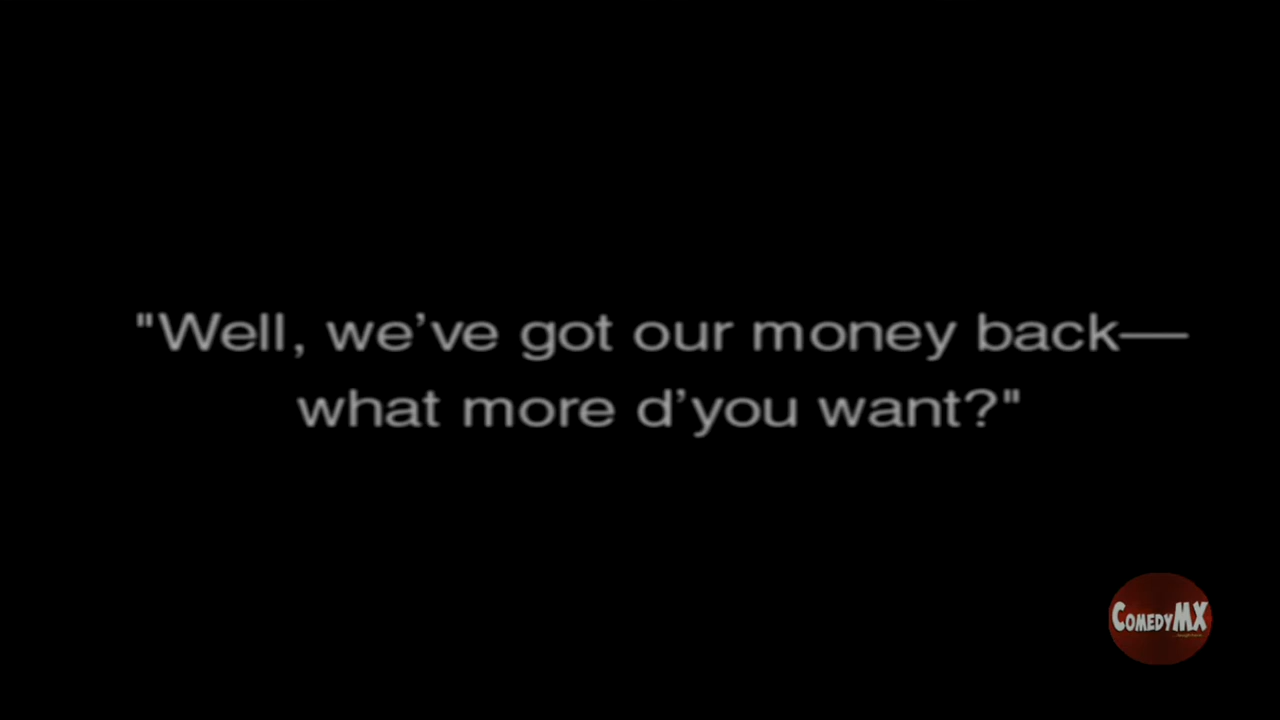 "Well, we’ve got our money back—
what more d’you want?"
COMEDYMX